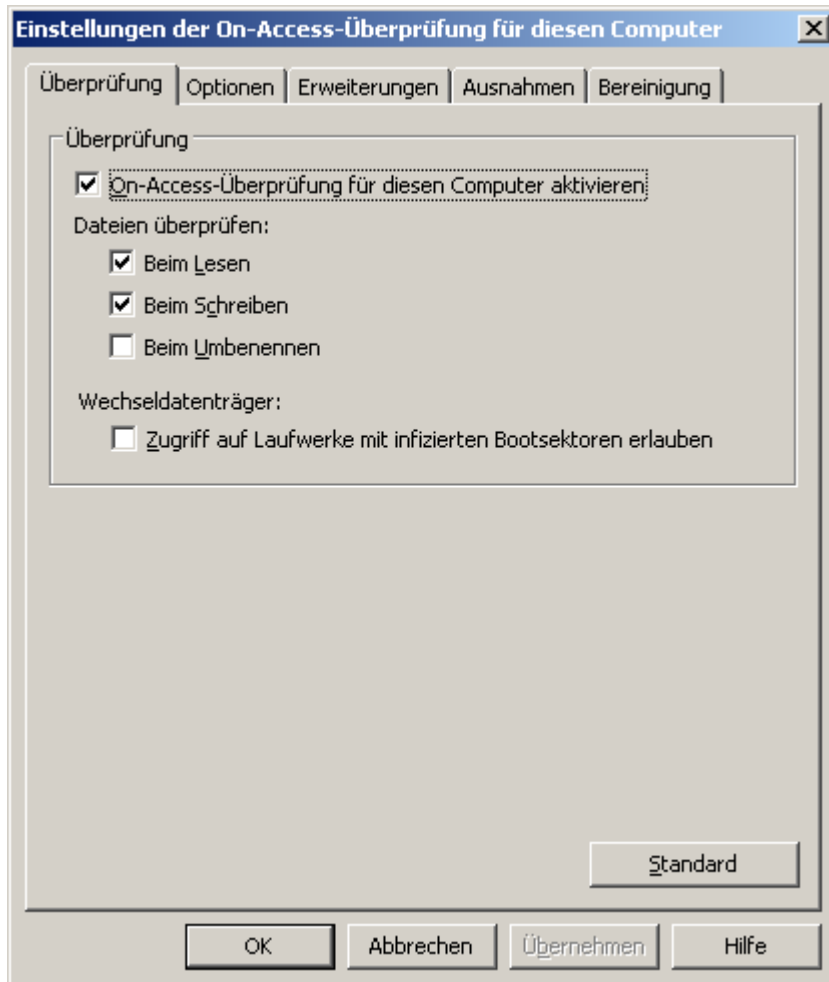 Einstellungen der On-Access-Überprüfung für diesen Computer
Überprüfung Optionen Erweiterungen Ausnahmen Bereinigung
Überprüfung
On-Access-Überprüfung für diesen Computer aktivieren
Dateien überprüfen:
Beim Lesen
Beim Schreiben
Beim Umbenennen
Wechseldatenträger:
Zugriff auf Laufwerke mit infizierten Bootsektoren erlauben
Standard
OK Abbrechen Übernehmen Hilfe